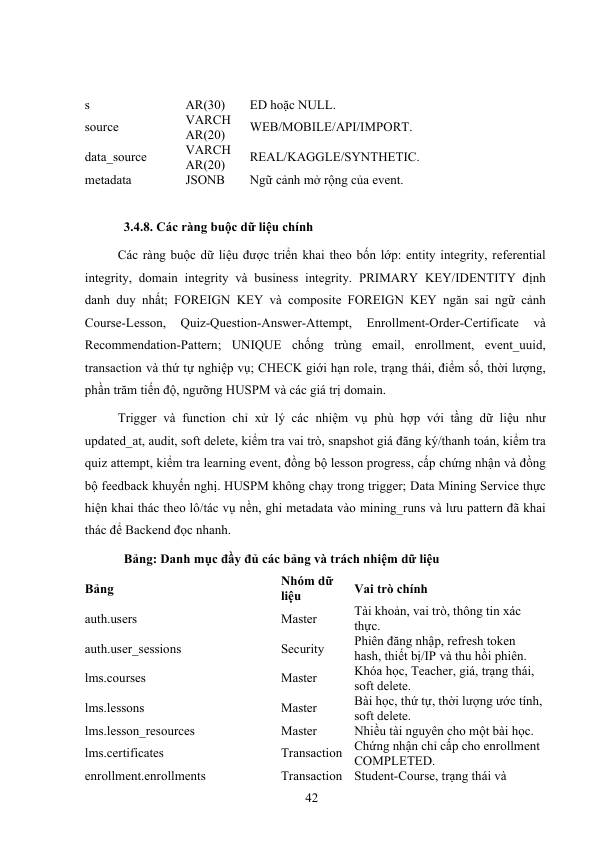 s AR(30) ED hoặc NULL.
source VARCH AR(20) WEB/MOBILE/API/IMPORT.
data_source VARCH AR(20) REAL/KAGGLE/SYNTHETIC.
metadata JSONB Ngữ cảnh mở rộng của event.
3.4.8. Các ràng buộc dữ liệu chính
Các ràng buộc dữ liệu được triển khai theo bốn lớp: entity integrity, referential
integrity, domain integrity và business integrity. PRIMARY KEY/IDENTITY định
danh duy nhất; FOREIGN KEY và composite FOREIGN KEY ngăn sai ngữ cảnh
Course-Lesson, Quiz-Question-Answer-Attempt, Enrollment-Order-Certificate và
Recommendation-Pattern; UNIQUE chống trùng email, enrollment, event_uuid,
transaction và thứ tự nghiệp vụ; CHECK giới hạn role, trạng thái, điểm số, thời lượng,
phần trăm tiến độ, ngưỡng HUSPM và các giá trị domain.
Trigger và function chỉ xử lý các nhiệm vụ phù hợp với tầng dữ liệu như
updated_at, audit, soft delete, kiểm tra vai trò, snapshot giá đăng ký/thanh toán, kiểm tra
quiz attempt, kiểm tra learning event, đồng bộ lesson progress, cấp chứng nhận và đồng
bộ feedback khuyến nghị. HUSPM không chạy trong trigger; Data Mining Service thực
hiện khai thác theo lô/tác vụ nền, ghi metadata vào mining_runs và lưu pattern đã khai
thác để Backend đọc nhanh.
Bảng: Danh mục đầy đủ các bảng và trách nhiệm dữ liệu
Bảng Nhóm dữ liệu Vai trò chính
auth.users Master Tài khoản, vai trò, thông tin xác thực.
auth.user_sessions Security Phiên đăng nhập, refresh token hash, thiết bị/IP và thu hồi phiên.
lms.courses Master Khóa học, Teacher, giá, trạng thái, soft delete.
lms.lessons Master Bài học, thứ tự, thời lượng ước tính, soft delete.
lms.lesson_resources Master Nhiều tài nguyên cho một bài học.
lms.certificates Transaction Chứng nhận chỉ cấp cho enrollment COMPLETED.
enrollment.enrollments Transaction Student-Course, trạng thái và
42